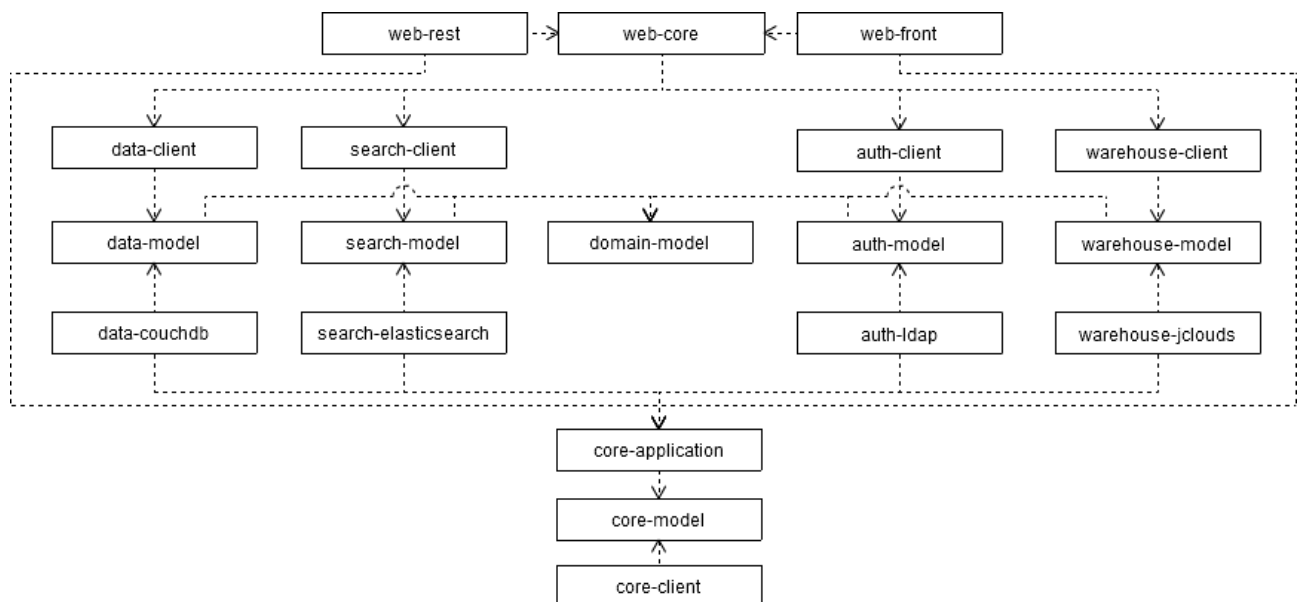 web-rest
web-core
web-front
data-client
search-client
auth-client
warehouse-client
data-model
search-model
domain-model
auth-model
warehouse-model
data-couchdb
search-elasticsearch
auth-ldap
warehouse-jclouds
core-application
core-model
core-client